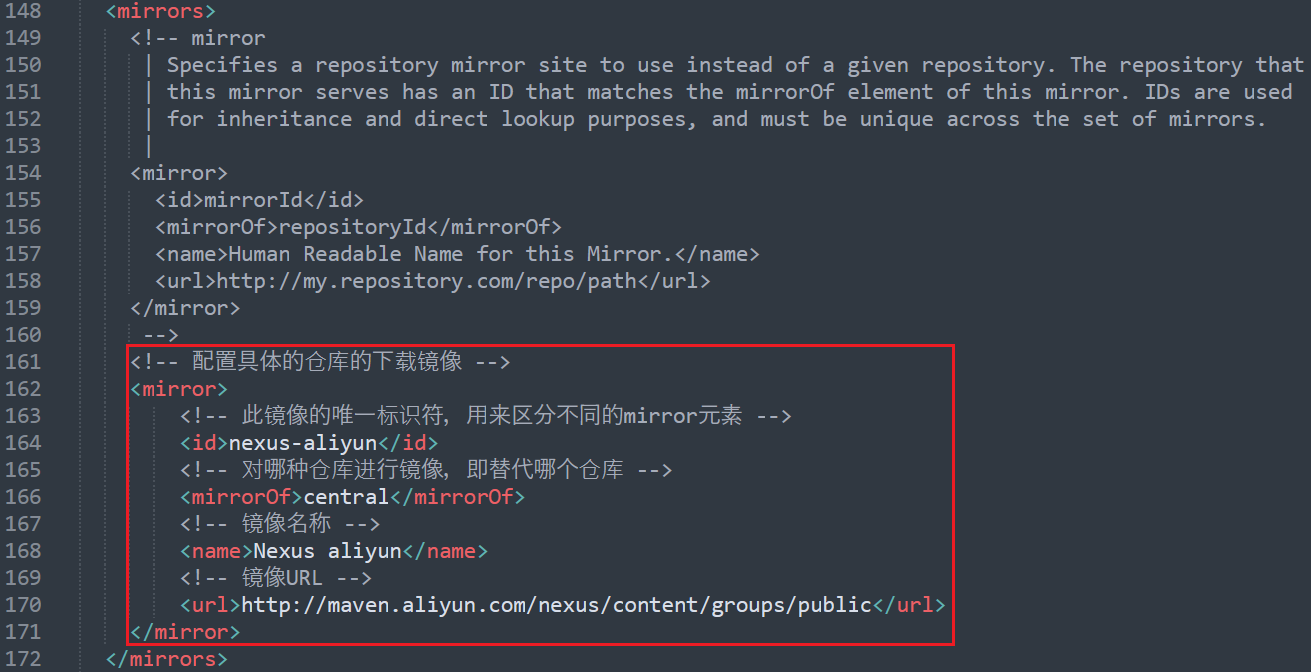 148 <mirrors>
149 <!-- mirror
150 | Specifies a repository mirror site to use instead of a given repository. The repository that
151 | this mirror serves has an ID that matches the mirrorOf element of this mirror. IDs are used
152 | for inheritance and direct lookup purposes, and must be unique across the set of mirrors.
153 |
154 <mirror>
155 <id>mirrorId</id>
156 <mirrorOf>repositoryId</mirrorOf>
157 <name>Human Readable Name for this Mirror.</name>
158 <url>http://my.repository.com/repo/path</url>
159 </mirror>
160 -->
161 <!-- 配置具体的仓库的下载镜像 -->
162 <mirror>
163 <!-- 此镜像的唯一标识符，用来区分不同的mirror元素 -->
164 <id>nexus-aliyun</id>
165 <!-- 对哪种仓库进行镜像，即替代哪个仓库 -->
166 <mirrorOf>central</mirrorOf>
167 <!-- 镜像名称 -->
168 <name>Nexus aliyun</name>
169 <!-- 镜像URL -->
170 <url>http://maven.aliyun.com/nexus/content/groups/public</url>
171 </mirror>
172 </mirrors>